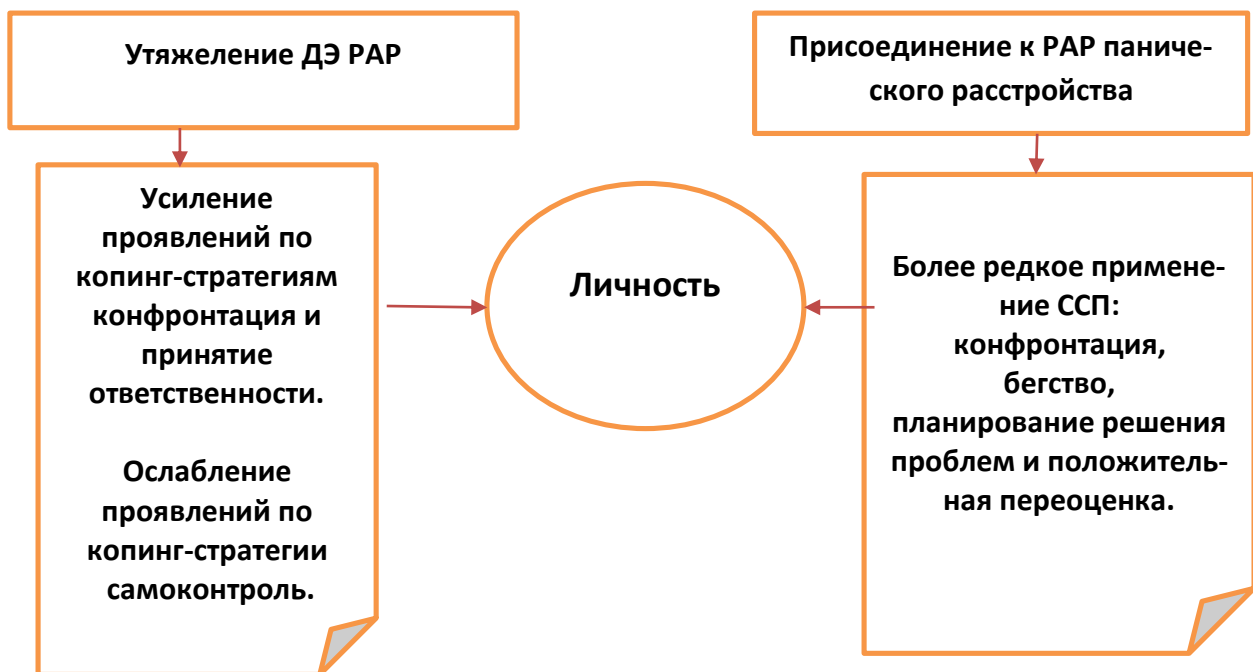 Утяжеление ДЭ РАР
Присоединение к РАР паниче-
ского расстройства
Усиление
проявлений по
копинг-стратегиям
конфронтация и
принятие
ответственности.
Ослабление
проявлений по
копинг-стратегии
самоконтроль.
Личность
Более редкое примене-
ние ССП:
конфронтация,
бегство,
планирование решения
проблем и положитель-
ная переоценка.